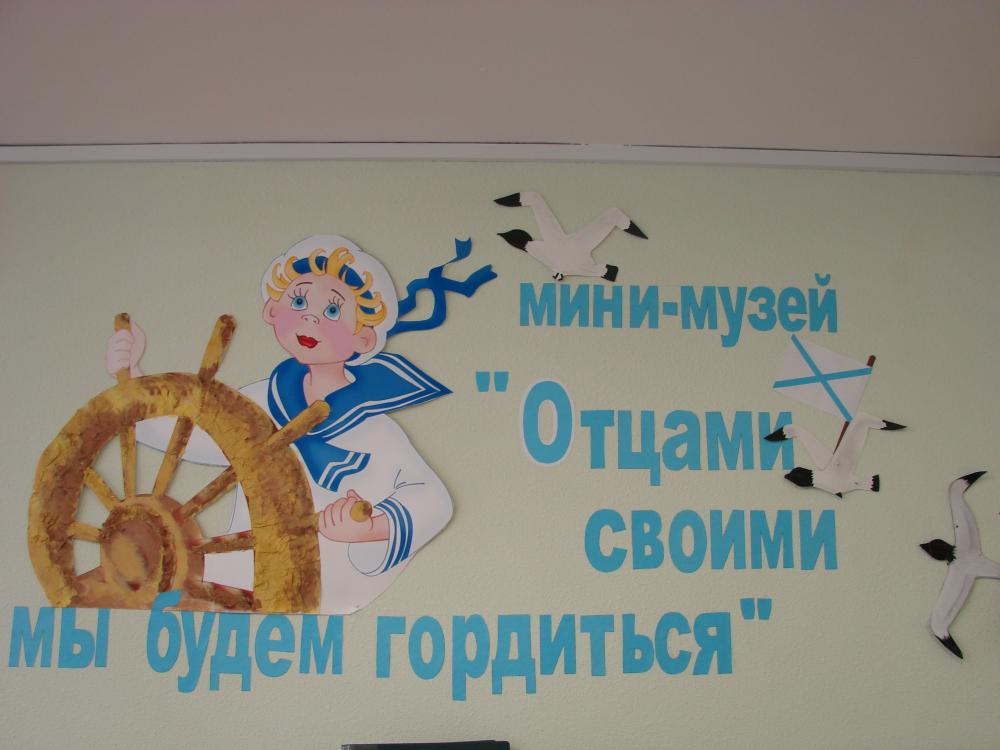 мини-музей
"Отцами
своими
мы будем гордиться"